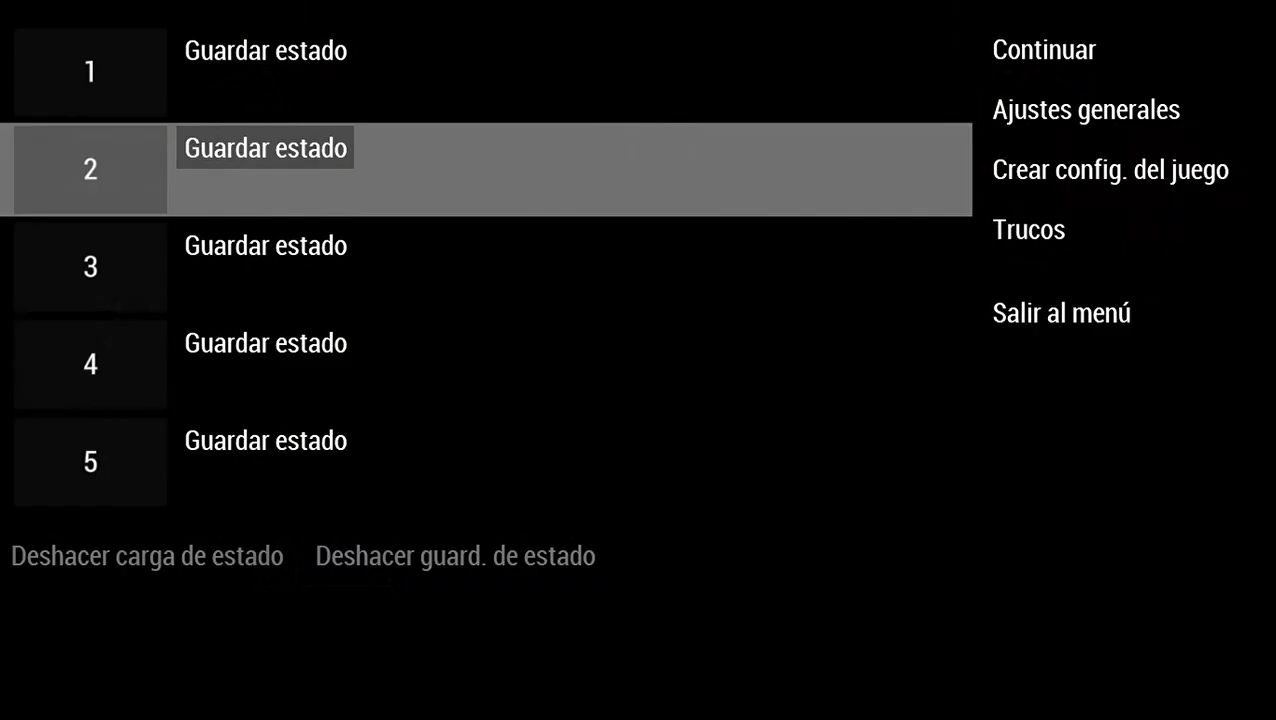 1
Guardar estado
2
Guardar estado
3
Guardar estado
4
Guardar estado
5
Guardar estado
Deshacer carga de estado
Deshacer guard. de estado
Continuar
Ajustes generales
Crear config. del juego
Trucos
Salir al menú